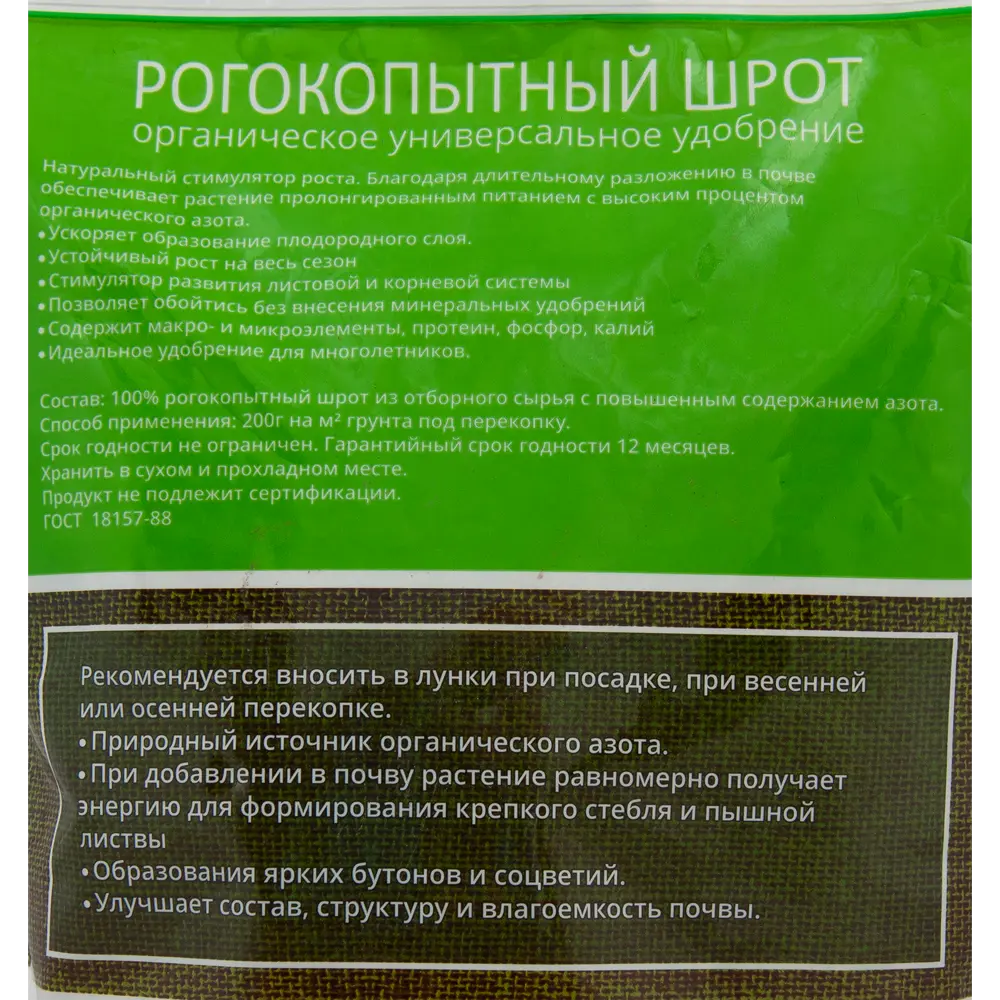 РОГОКОПЫТНЫЙ ШРОТ
органическое универсальное удобрение
Натуральный стимулятор роста. Благодаря длительному разложению в почве
обеспечивает растение пролонгированным питанием с высоким процентом
органического азота.
•Ускоряет образование плодородного слоя.
•Устойчивый рост на весь сезон
•Стимулятор развития листовой и корневой системы
•Позволяет обойтись без внесения минеральных удобрений
•Содержит макро- и микроэлементы, протеин, фосфор, калий
•Идеальное удобрение для многолетников.
Состав: 100% рогокопытный шрот из отборного сырья с повышенным содержанием азота.
Способ применения: 200г на м² грунта под перекопку.
Срок годности не ограничен. Гарантийный срок годности 12 месяцев.
Хранить в сухом и прохладном месте.
Продукт не подлежит сертификации.
ГОСТ 18157-88
Рекомендуется вносить в лунки при посадке, при весенней
или осенней перекопке.
•Природный источник органического азота.
•При добавлении в почву растение равномерно получает
энергию для формирования крепкого стебля и пышной
листвы
•Образования ярких бутонов и соцветий.
•Улучшает состав, структуру и влагоемкость почвы.